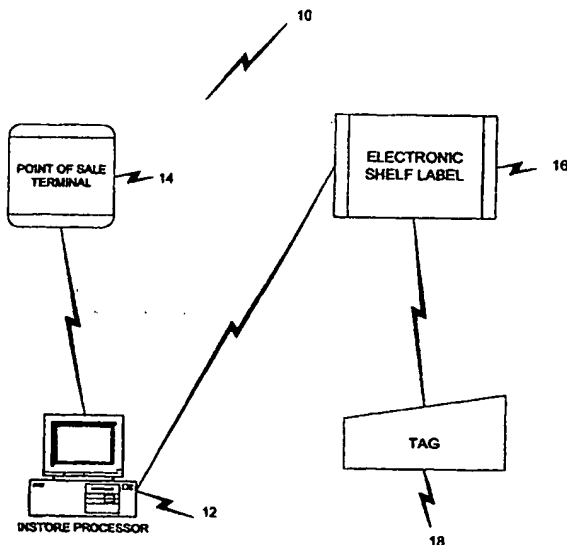 10
POINT OF SALE
TERMINAL
14
ELECTRONIC
SHELF LABEL
16
TAG
12
INSTORE PROCESSOR
18